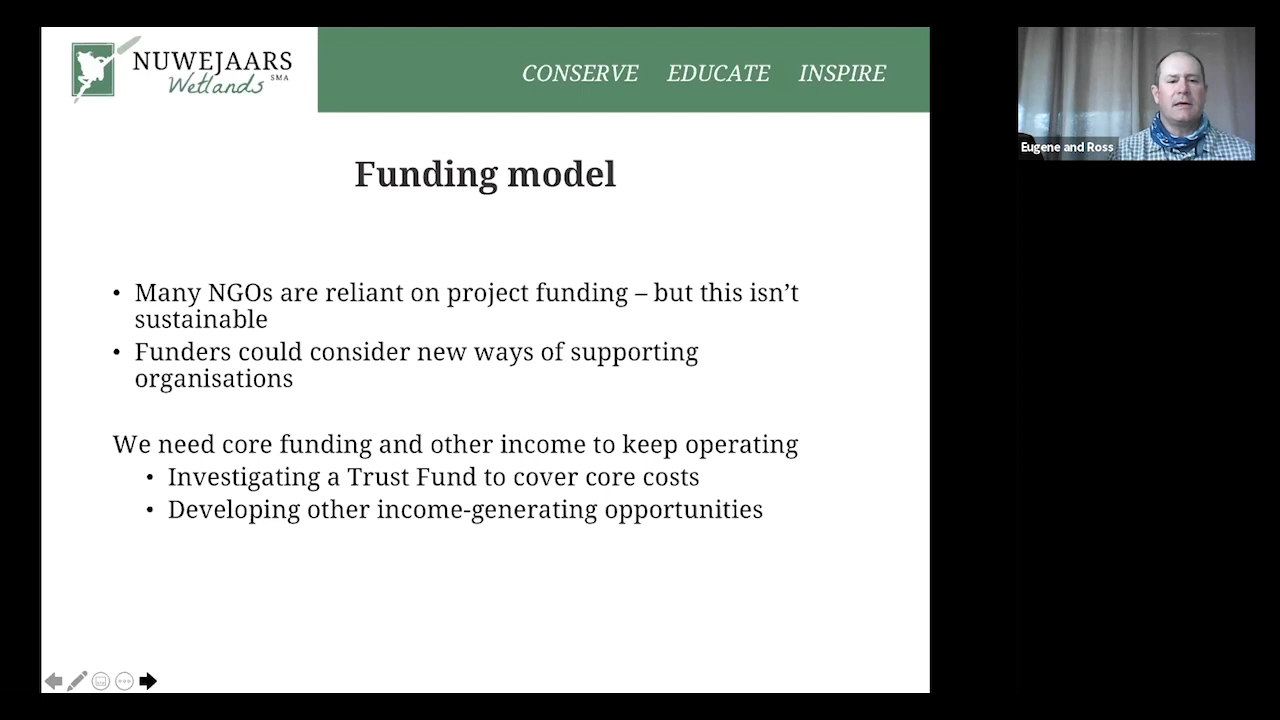 NUWEJAARS
Wetlands
SMA
CONSERVE EDUCATE INSPIRE
Eugene and Ross
Funding model
• Many NGOs are reliant on project funding – but this isn’t
sustainable
• Funders could consider new ways of supporting
organisations
We need core funding and other income to keep operating
• Investigating a Trust Fund to cover core costs
• Developing other income-generating opportunities